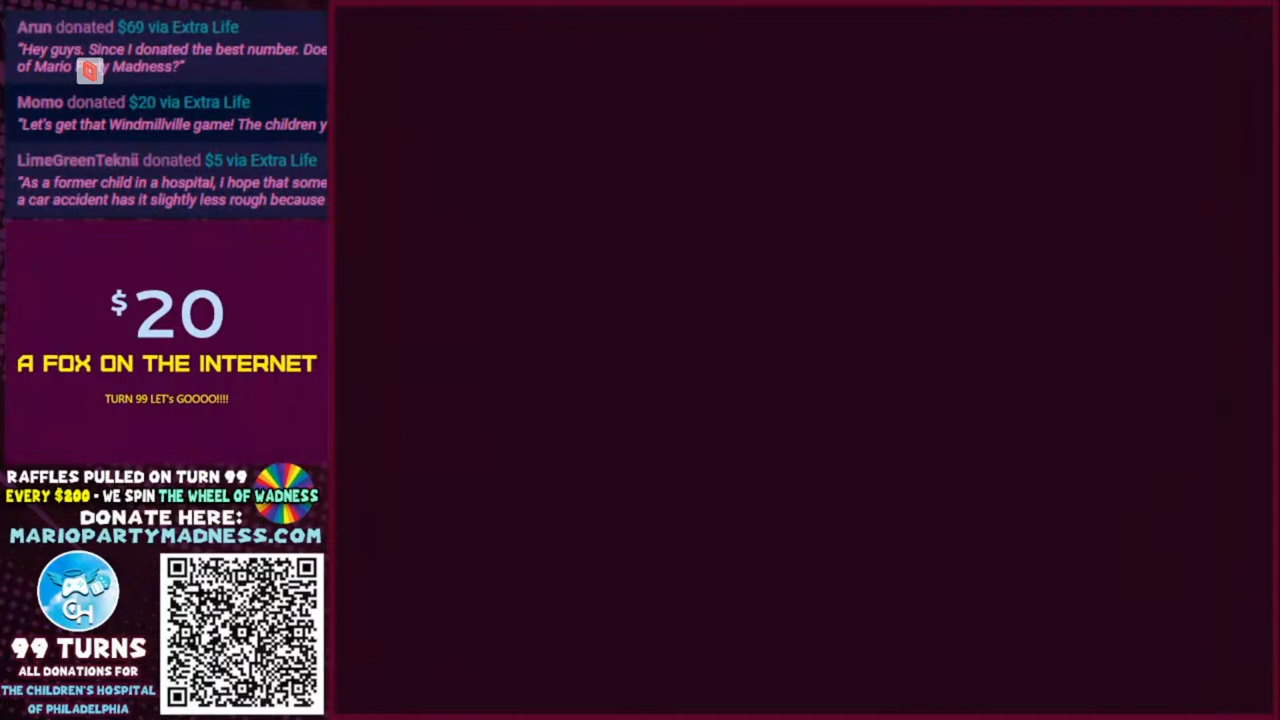 Arun donated $69 via Extra Life
"Hey guys. Since I donated the best number. Doe
of Mario Madness?"
Momo donated $20 via Extra Life
"Let's get that Windmillville game! The children y
LimeGreenTeknii donated $5 via Extra Life
"As a former child in a hospital, I hope that some
a car accident has it slightly less rough because
$20
A FOX ON THE INTERNET
TURN 99 LET's GOOOO!!!!
RAFFLES PULLED ON TURN 99
EVERY $200 - WE SPIN THE WHEEL OF WADNESS
DONATE HERE:
MARIOPARTYMADNESS.COM
CH
99 TURNS
ALL DONATIONS FOR
THE CHILDREN'S HOSPITAL
OF PHILADELPHIA